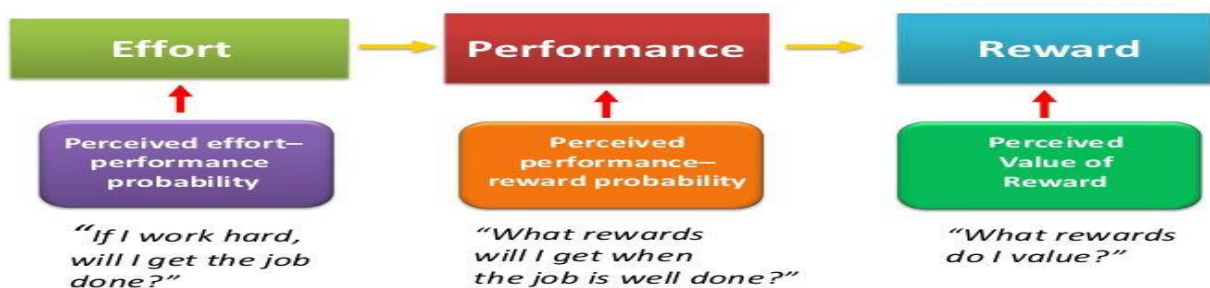 Effort
Performance
Reward
Perceived effort–
performance
probability
Perceived
performance–
reward probability
Perceived
Value of
Reward
“If I work hard,
will I get the job
done?”
“What rewards
will I get when
the job is well done?”
“What rewards
do I value?”